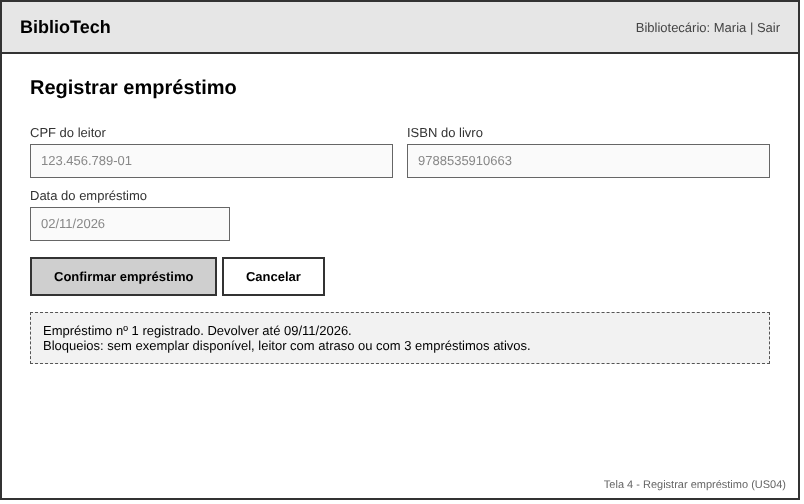 BiblioTech
Bibliotecário: Maria | Sair
Registrar empréstimo
CPF do leitor
ISBN do livro
123.456.789-01
9788535910663
Data do empréstimo
02/11/2026
Confirmar empréstimo
Cancelar
Empréstimo nº 1 registrado. Devolver até 09/11/2026.
Bloqueios: sem exemplar disponível, leitor com atraso ou com 3 empréstimos ativos.
Tela 4 - Registrar empréstimo (US04)